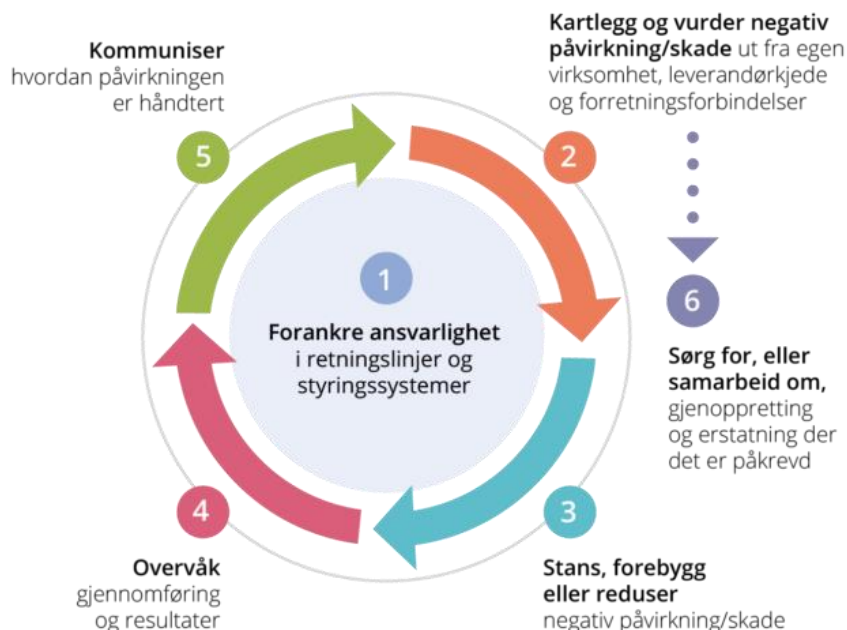 1
Forankre ansvarlighet
i retningslinjer og
styringssystemer
2
Kartlegg og vurder negativ
påvirkning/skade ut fra egen
virksomhet, leverandørkjede
og forretningsforbindelser
3
Stans, forebygg
eller reduser
negativ påvirkning/skade
4
Overvåk
gjennomføring
og resultater
5
Kommuniser
hvordan påvirkningen
er håndtert
6
Sørg for, eller
samarbeid om,
gjenoppretting
og erstatning der
det er påkrevd